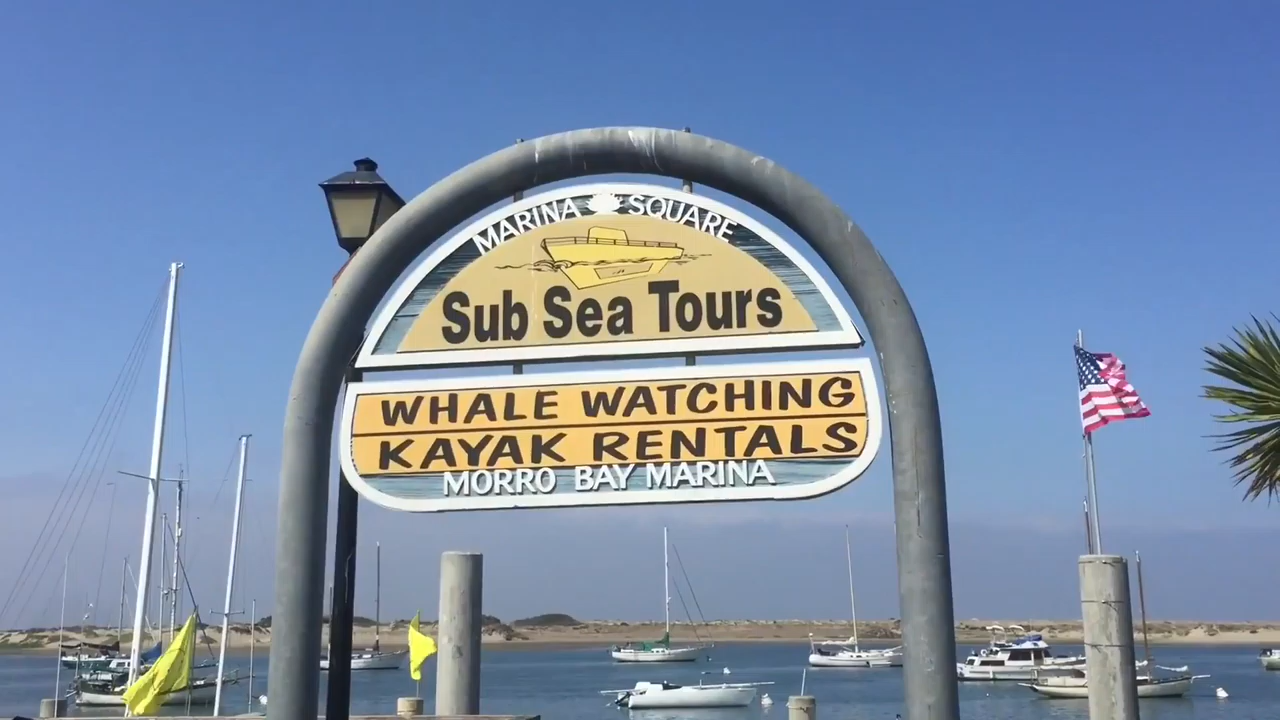 MARINA SQUARE
Sub Sea Tours
WHALE WATCHING
KAYAK RENTALS
MORRO BAY MARINA